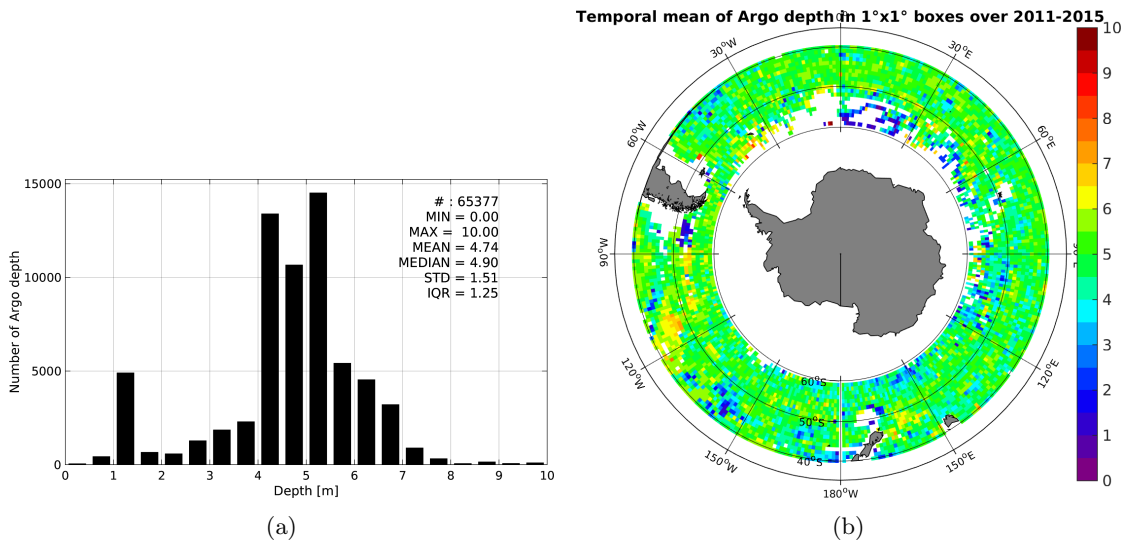 Temporal mean of Argo depth in 1°x1° boxes over 2011-2015
15000
10000
5000
0
Number of Argo depth
# : 65377
MIN = 0.00
MAX = 10.00
MEAN = 4.74
MEDIAN = 4.90
STD = 1.51
IQR = 1.25
0 1 2 3 4 5 6 7 8 9 10
Depth [m]
(a)
30°W
30°E
60°W
60°E
90°W
120°W
120°E
150°W
150°E
180°W
60°S
50°S
40°S
10
9
8
7
6
5
4
3
2
1
0
(b)